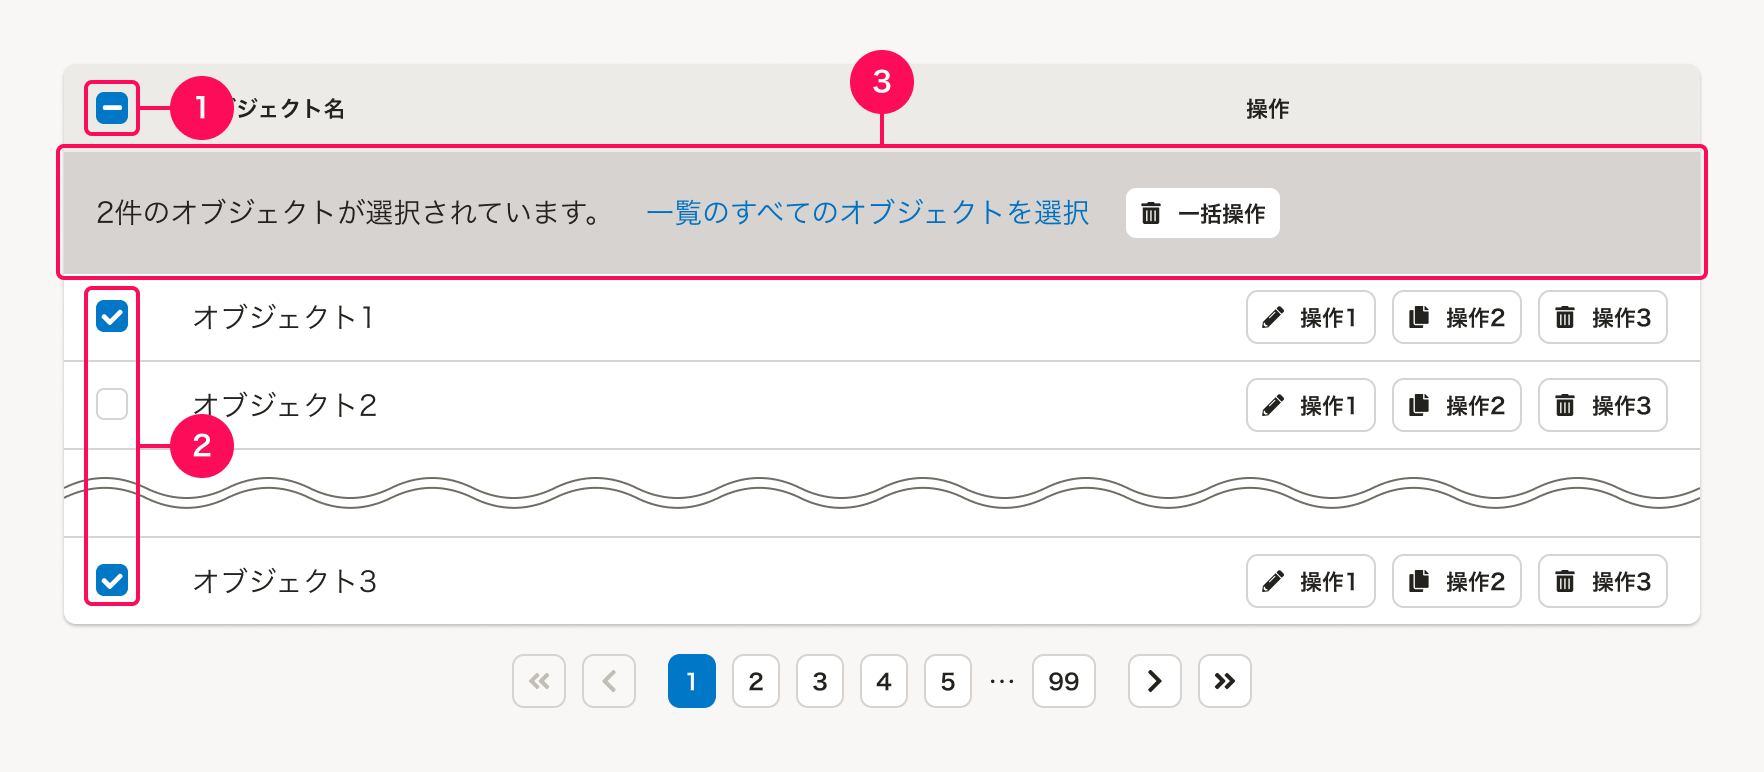 3
1 ブジェクト名 操作
2件のオブジェクトが選択されています。 一覧のすべてのオブジェクトを選択 一括操作
オブジェクト1 操作1 操作2 操作3
オブジェクト2 操作1 操作2 操作3
2
オブジェクト3 操作1 操作2 操作3
1 2 3 4 5 … 99